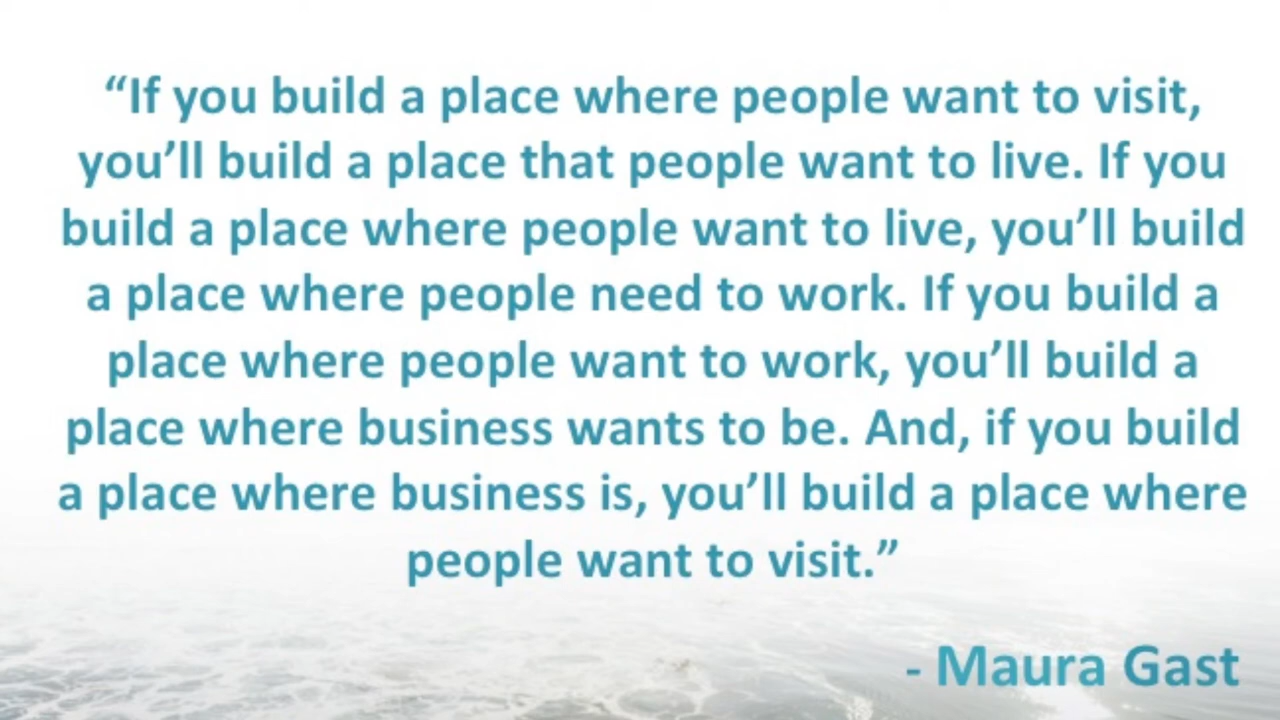 “If you build a place where people want to visit,
you’ll build a place that people want to live. If you
build a place where people want to live, you’ll build
a place where people need to work. If you build a
place where people want to work, you’ll build a
place where business wants to be. And, if you build
a place where business is, you’ll build a place where
people want to visit.”
- Maura Gast